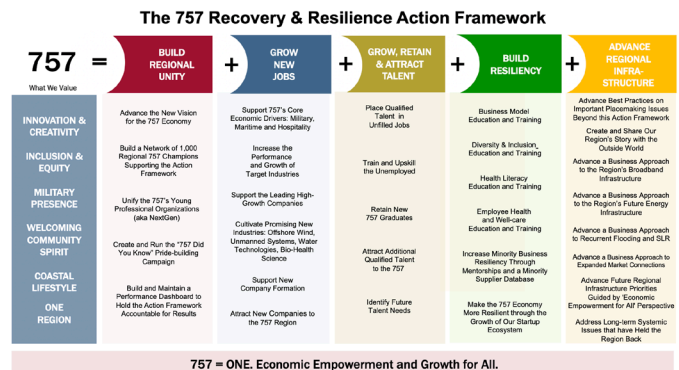 The 757 Recovery & Resilience Action Framework
757
What We Value
=
BUILD
REGIONAL
UNITY
+
GROW
NEW
JOBS
+
GROW, RETAIN
& ATTRACT
TALENT
+
BUILD
RESILIENCY
+
ADVANCE
REGIONAL
INFRA-
STRUCTURE
INNOVATION &
CREATIVITY
INCLUSION &
EQUITY
MILITARY
PRESENCE
WELCOMING
COMMUNITY
SPIRIT
COASTAL
LIFESTYLE
ONE
REGION
Advance the New Vision
for the 757 Economy
Build a Network of 1,000
Regional 757 Champions
Supporting the Action
Framework
Unify the 757's Young
Professional Organizations
(aka NextGen)
Create and Run the "757 Did
You Know" Pride-building
Campaign
Build and Maintain a
Performance Dashboard to
Hold the Action Framework
Accountable for Results
Support 757's Core
Economic Drivers: Military,
Maritime and Hospitality
Increase the
Performance
and Growth of
Target Industries
Support the Leading High-
Growth Companies
Cultivate Promising New
Industries: Offshore Wind,
Unmanned Systems, Water
Technologies, Bio-Health
Science
Support New
Company Formation
Attract New Companies to
the 757 Region
Place Qualified
Talent in
Unfilled Jobs
Train and Upskill
the Unemployed
Retain New
757 Graduates
Attract Additional
Qualified Talent
to the 757
Identify Future
Talent Needs
Business Model
Education and Training
Diversity & Inclusion
Education and Training
Health Literacy
Education and Training
Employee Health
and Well-care
Education and Training
Increase Minority Business
Resiliency Through
Mentorships and a Minority
Supplier Database
Make the 757 Economy
More Resilient through the
Growth of Our Startup
Ecosystem
Advance Best Practices on
Important Placemaking Issues
Beyond this Action Framework
Create and Share Our
Region's Story with the
Outside World
Advance a Business Approach
to the Region's Broadband
Infrastructure
Advance a Business Approach
to the Region's Future Energy
Infrastructure
Advance a Business Approach
to Recurrent Flooding and SLR
Advance a Business Approach to
Expanded Market Connections
Advance Future Regional
Infrastructure Priorities
Guided by 'Economic
Empowerment for All' Perspective
Address Long-term Systemic
Issues that have Held the
Region Back
757 = ONE. Economic Empowerment and Growth for All.